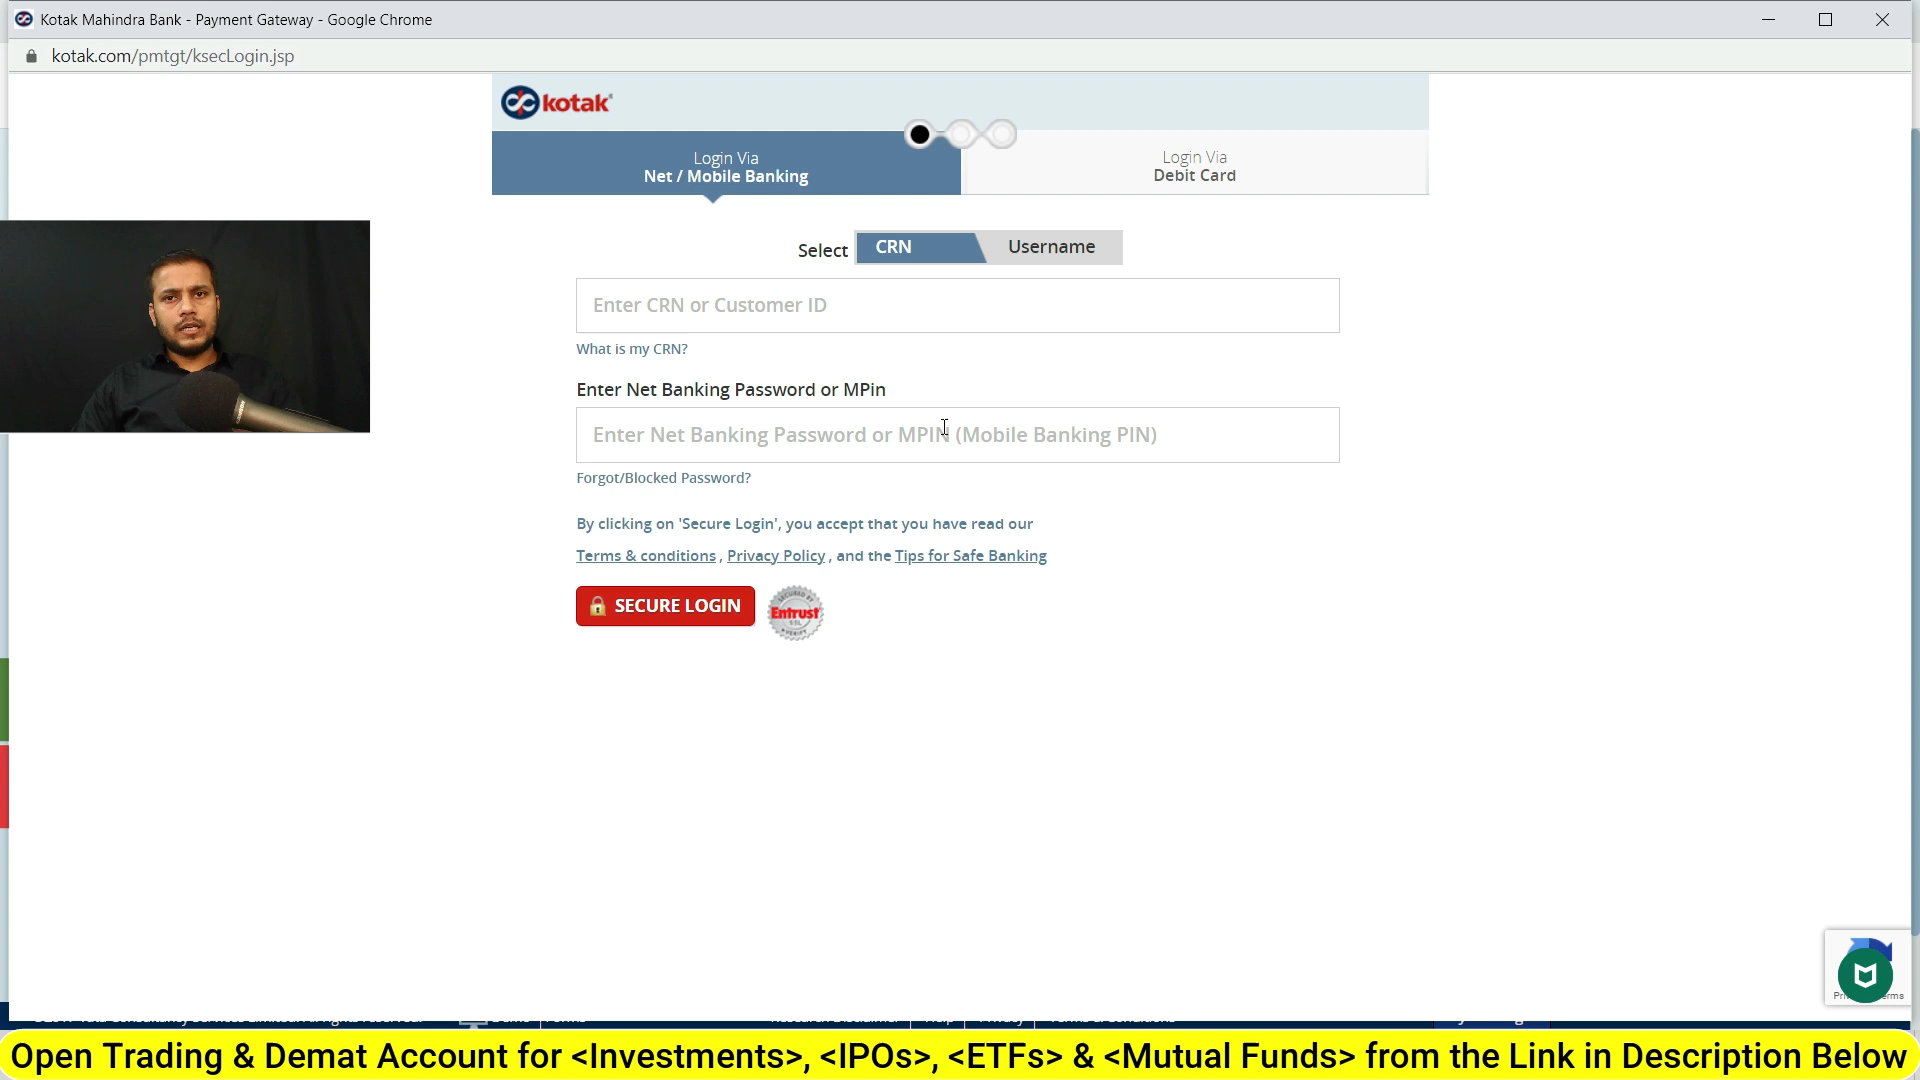 Kotak Mahindra Bank - Payment Gateway - Google Chrome
kotak.com/pmtgt/ksecLogin.jsp
kotak
Login Via
Net / Mobile Banking
Login Via
Debit Card
Select CRN Username
Enter CRN or Customer ID
What is my CRN?
Enter Net Banking Password or MPin
Enter Net Banking Password or MPIN (Mobile Banking PIN)
Forgot/Blocked Password?
By clicking on 'Secure Login', you accept that you have read our
Terms & conditions , Privacy Policy , and the Tips for Safe Banking
SECURE LOGIN
SECURED BY
Entrust
SSL
VERIFY
Open Trading & Demat Account for <Investments>, <IPOs>, <ETFs> & <Mutual Funds> from the Link in Description Below